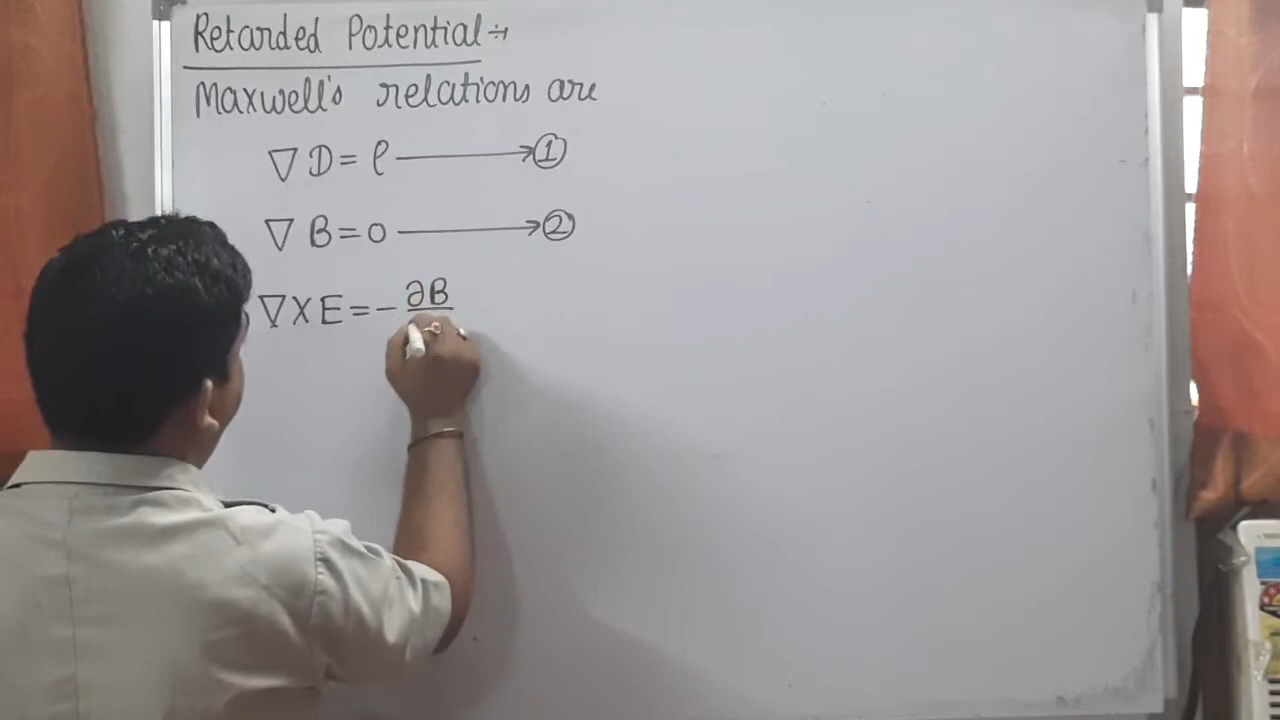 Retarded Potential÷
Maxwell's relations are
∇ D = ρ ⟶ ①
∇ B = 0 ⟶ ②
∇ X E = - ∂B